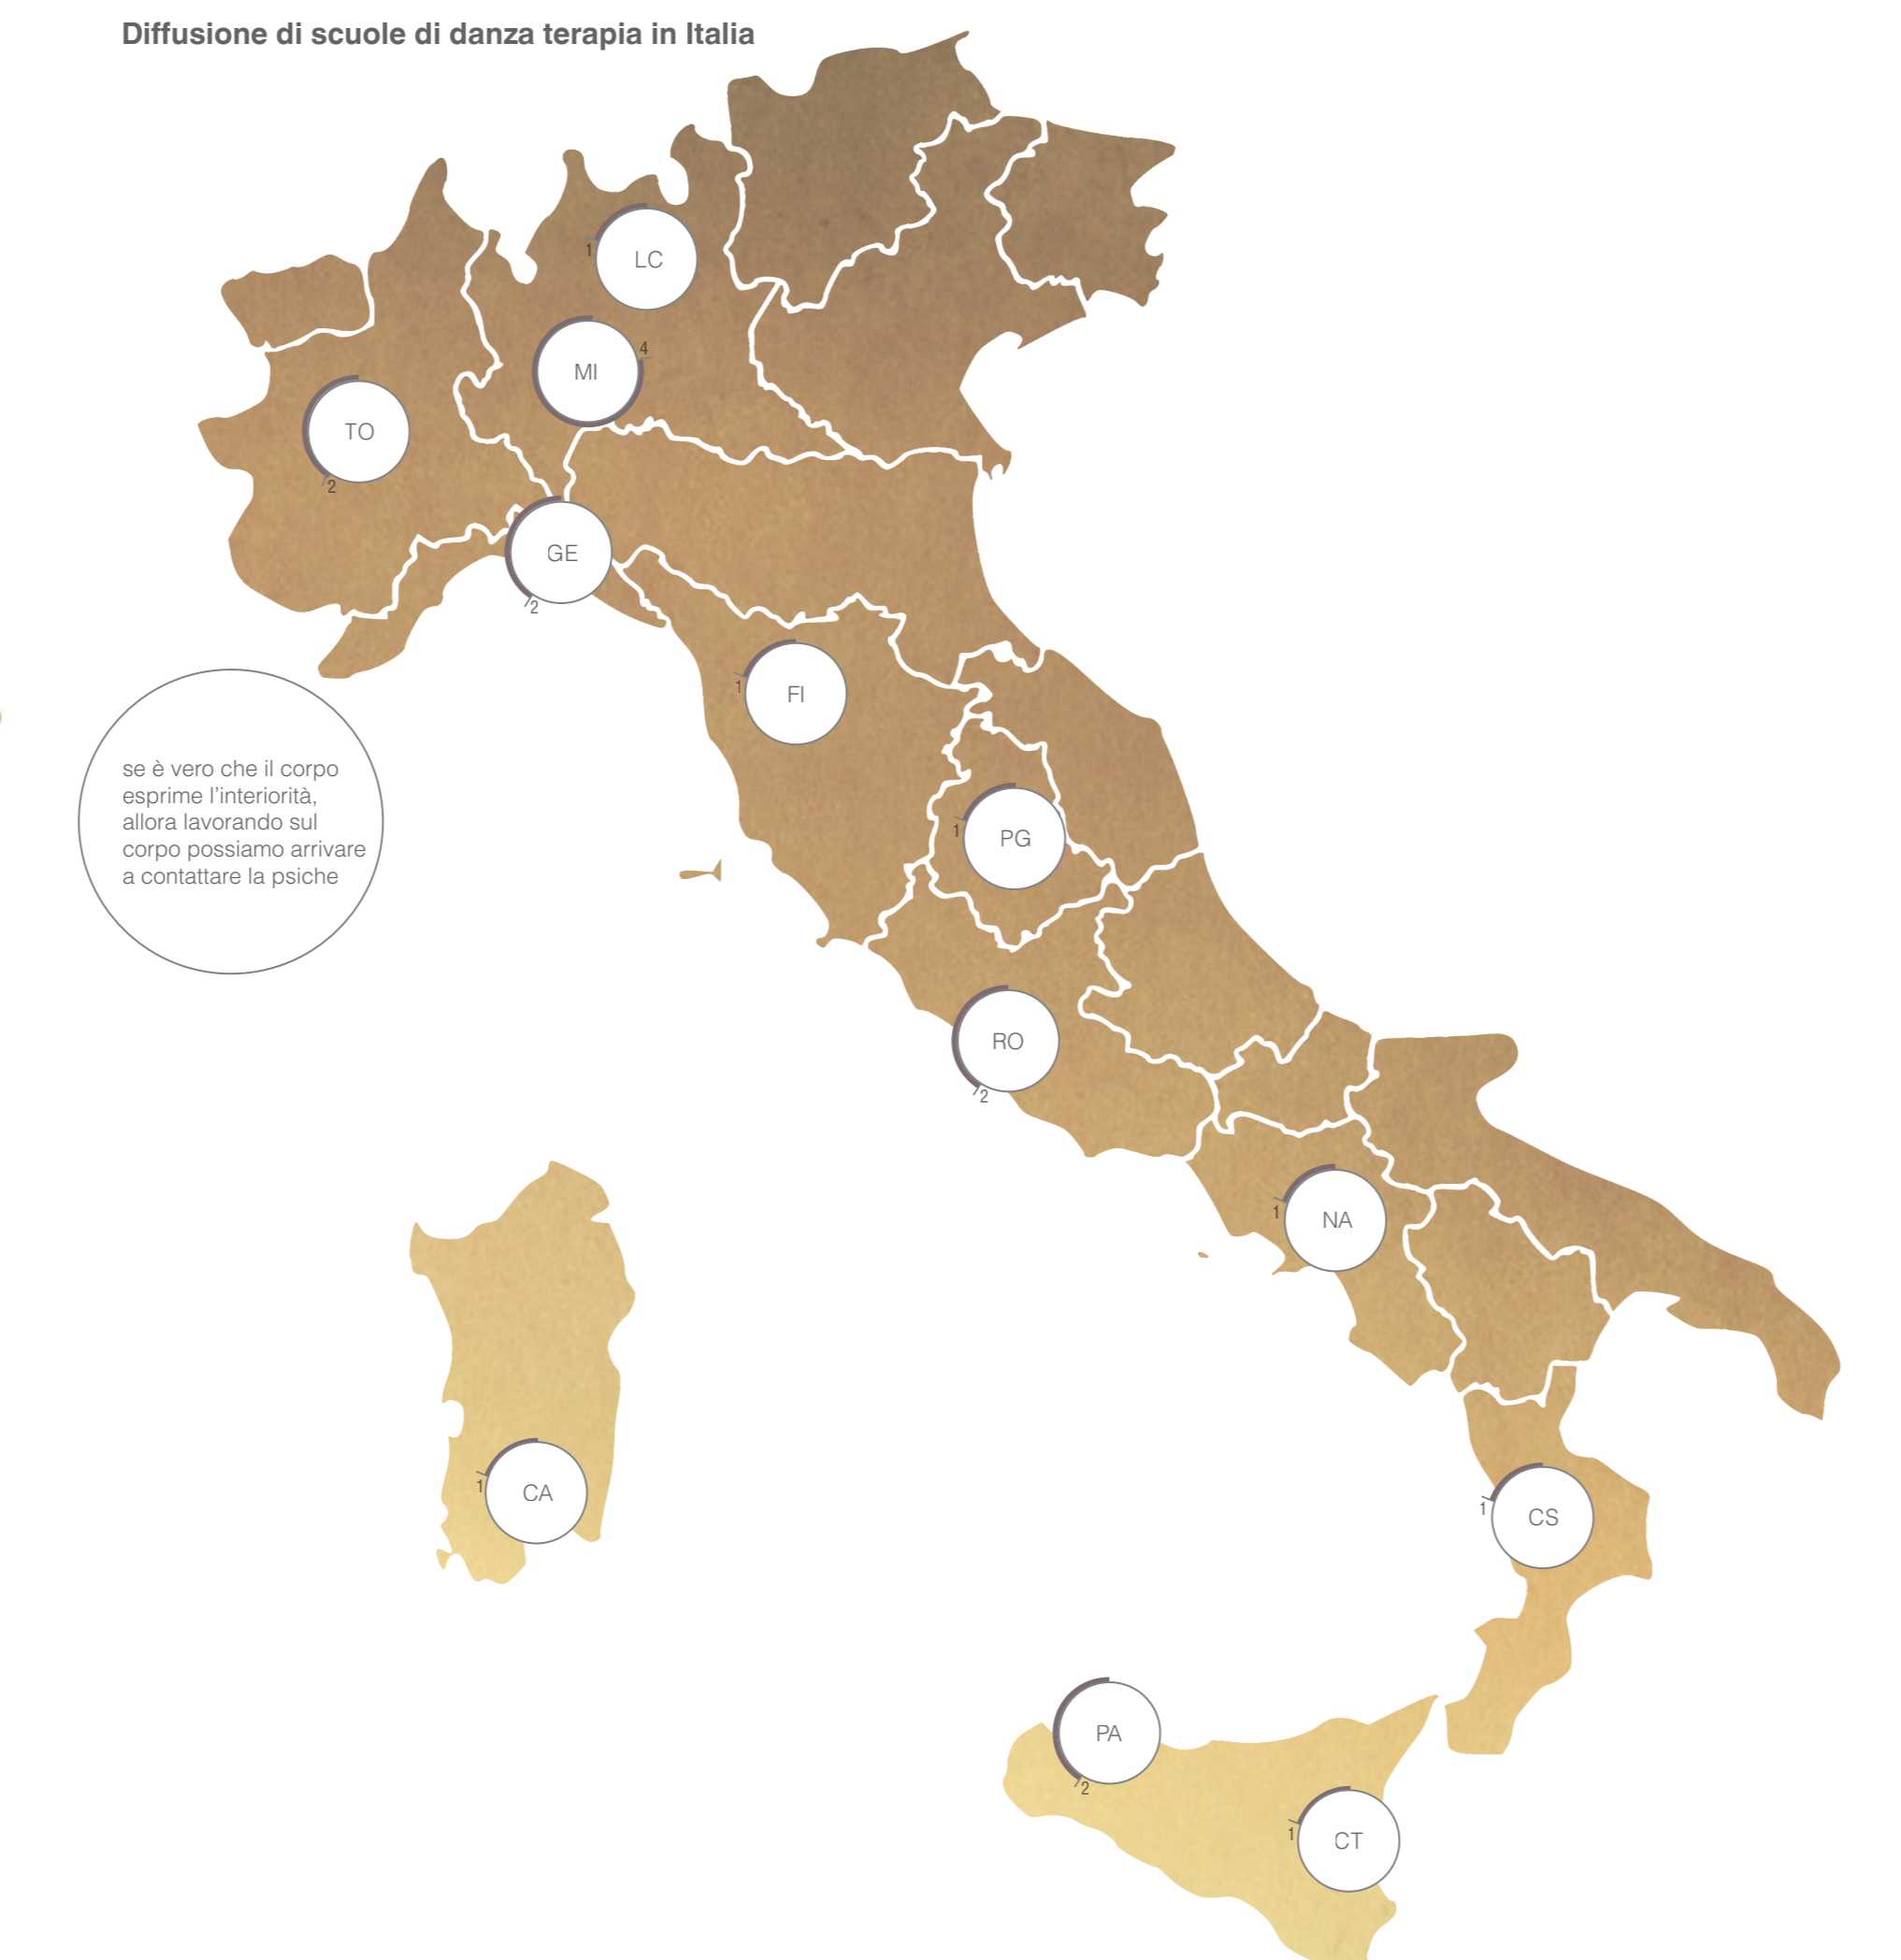 Diffusione di scuole di danza terapia in Italia
1
LC
4
MI
TO
2
GE
2
1
FI
se è vero che il corpo
esprime l'interiorità,
allora lavorando sul
corpo possiamo arrivare
a contattare la psiche
1
PG
RO
2
1
NA
1
CA
1
CS
PA
2
1
CT